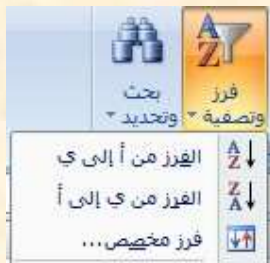 فرز
وتصفية
بحث
وتحديد
الفرز من أ إلى ي
الفرز من ي إلى أ
فرز مخصص...